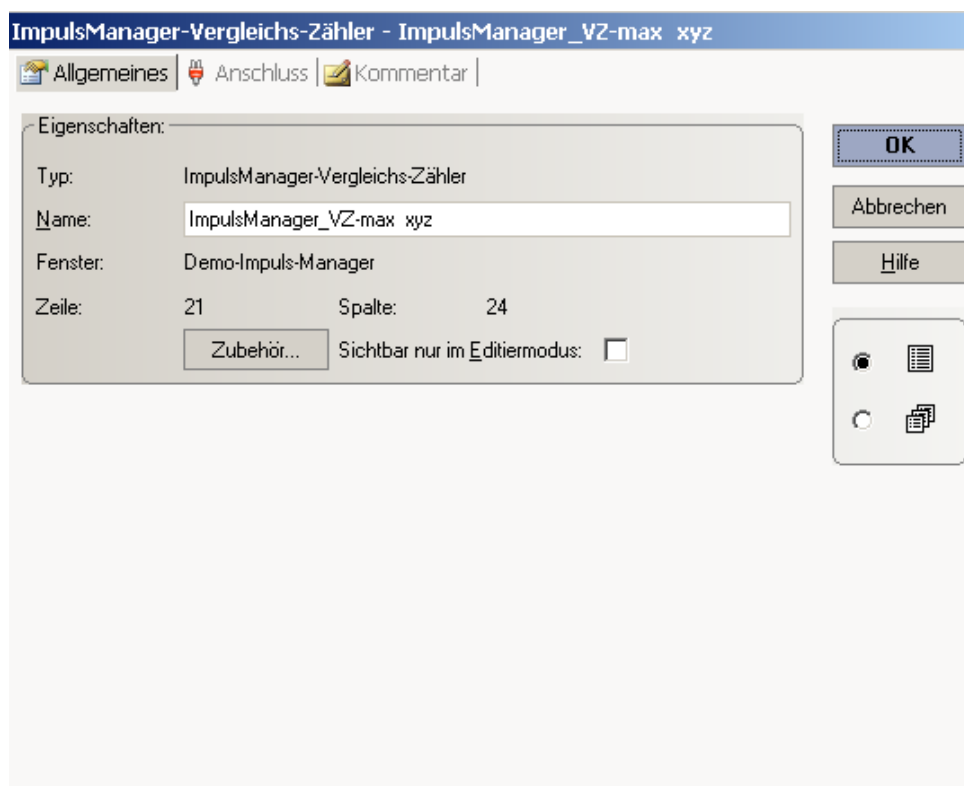 ImpulsManager-Vergleichs-Zähler - ImpulsManager_VZ-max xyz
Allgemeines Anschluss Kommentar
Eigenschaften:
Typ: ImpulsManager-Vergleichs-Zähler
Name: ImpulsManager_VZ-max xyz
Fenster: Demo-Impuls-Manager
Zeile: 21 Spalte: 24
Zubehör... Sichtbar nur im Editiermodus:
OK
Abbrechen
Hilfe